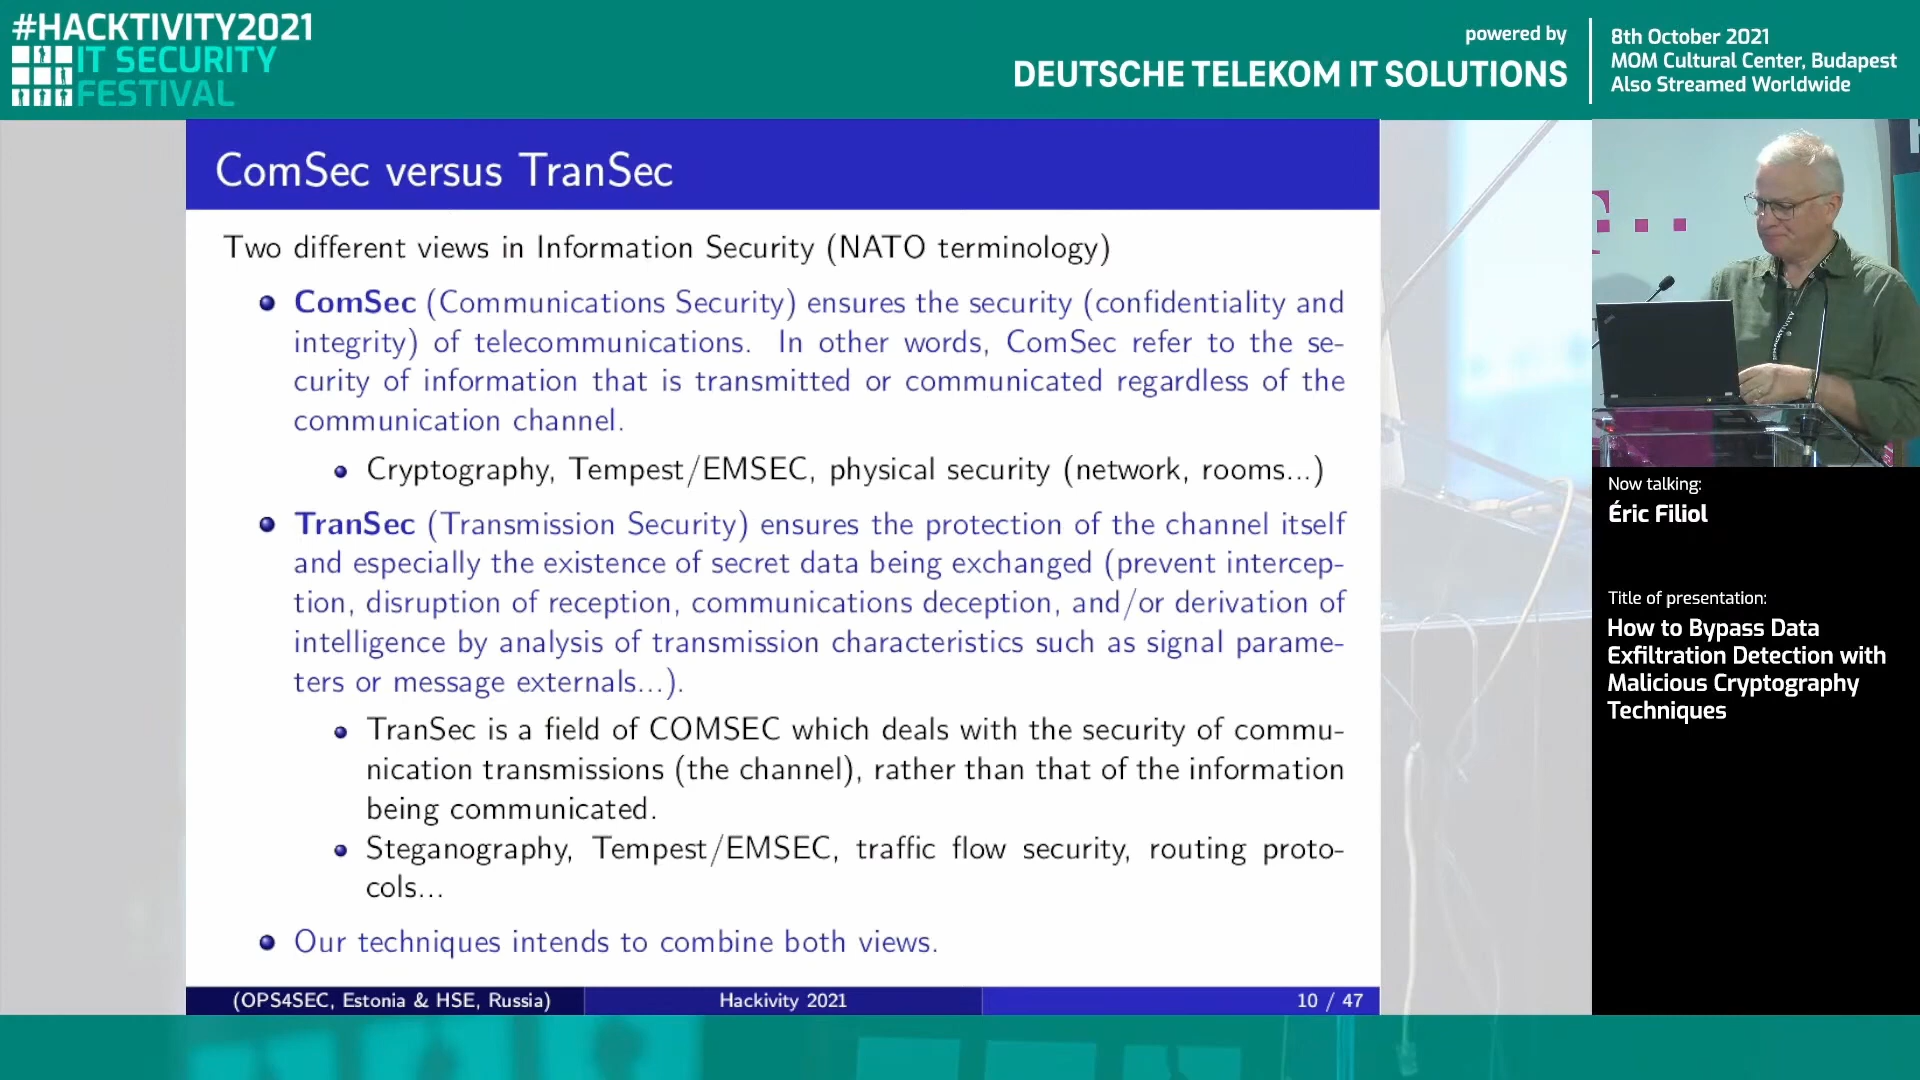 #HACKTIVITY2021
IT SECURITY
FESTIVAL
powered by
DEUTSCHE TELEKOM IT SOLUTIONS
8th October 2021
MOM Cultural Center, Budapest
Also Streamed Worldwide
ComSec versus TranSec
Two different views in Information Security (NATO terminology)
ComSec (Communications Security) ensures the security (confidentiality and
integrity) of telecommunications. In other words, ComSec refer to the se-
curity of information that is transmitted or communicated regardless of the
communication channel.
Cryptography, Tempest/EMSEC, physical security (network, rooms...)
TranSec (Transmission Security) ensures the protection of the channel itself
and especially the existence of secret data being exchanged (prevent intercep-
tion, disruption of reception, communications deception, and/or derivation of
intelligence by analysis of transmission characteristics such as signal parame-
ters or message externals...).
TranSec is a field of COMSEC which deals with the security of commu-
nication transmissions (the channel), rather than that of the information
being communicated.
Steganography, Tempest/EMSEC, traffic flow security, routing proto-
cols...
Our techniques intends to combine both views.
(OPS4SEC, Estonia & HSE, Russia)
Hackivity 2021
10 / 47
Now talking:
Éric Filiol
Title of presentation:
How to Bypass Data
Exfiltration Detection with
Malicious Cryptography
Techniques